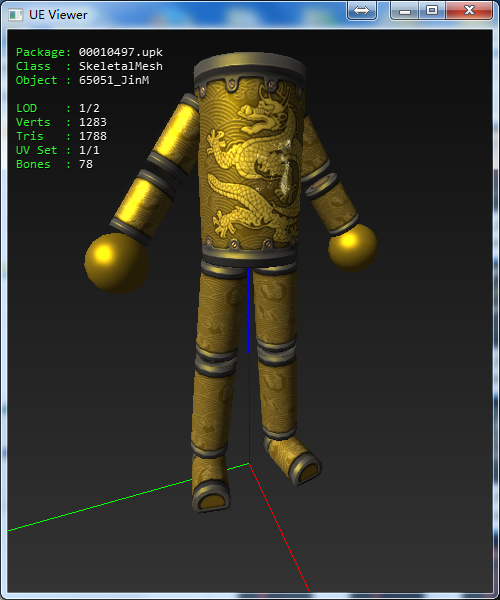 UE Viewer
Package: 00010497.upk
Class : SkeletalMesh
Object : 65051_JinM
LOD : 1/2
Verts : 1283
Tris : 1788
UV Set : 1/1
Bones : 78